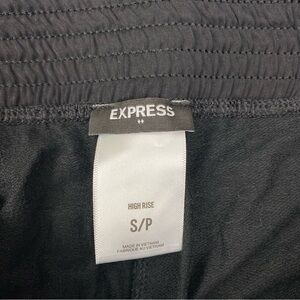 EXPRESS
HIGH RISE
S/P
MADE IN VIETNAM
FABRIQUÉ AU VIETNAM